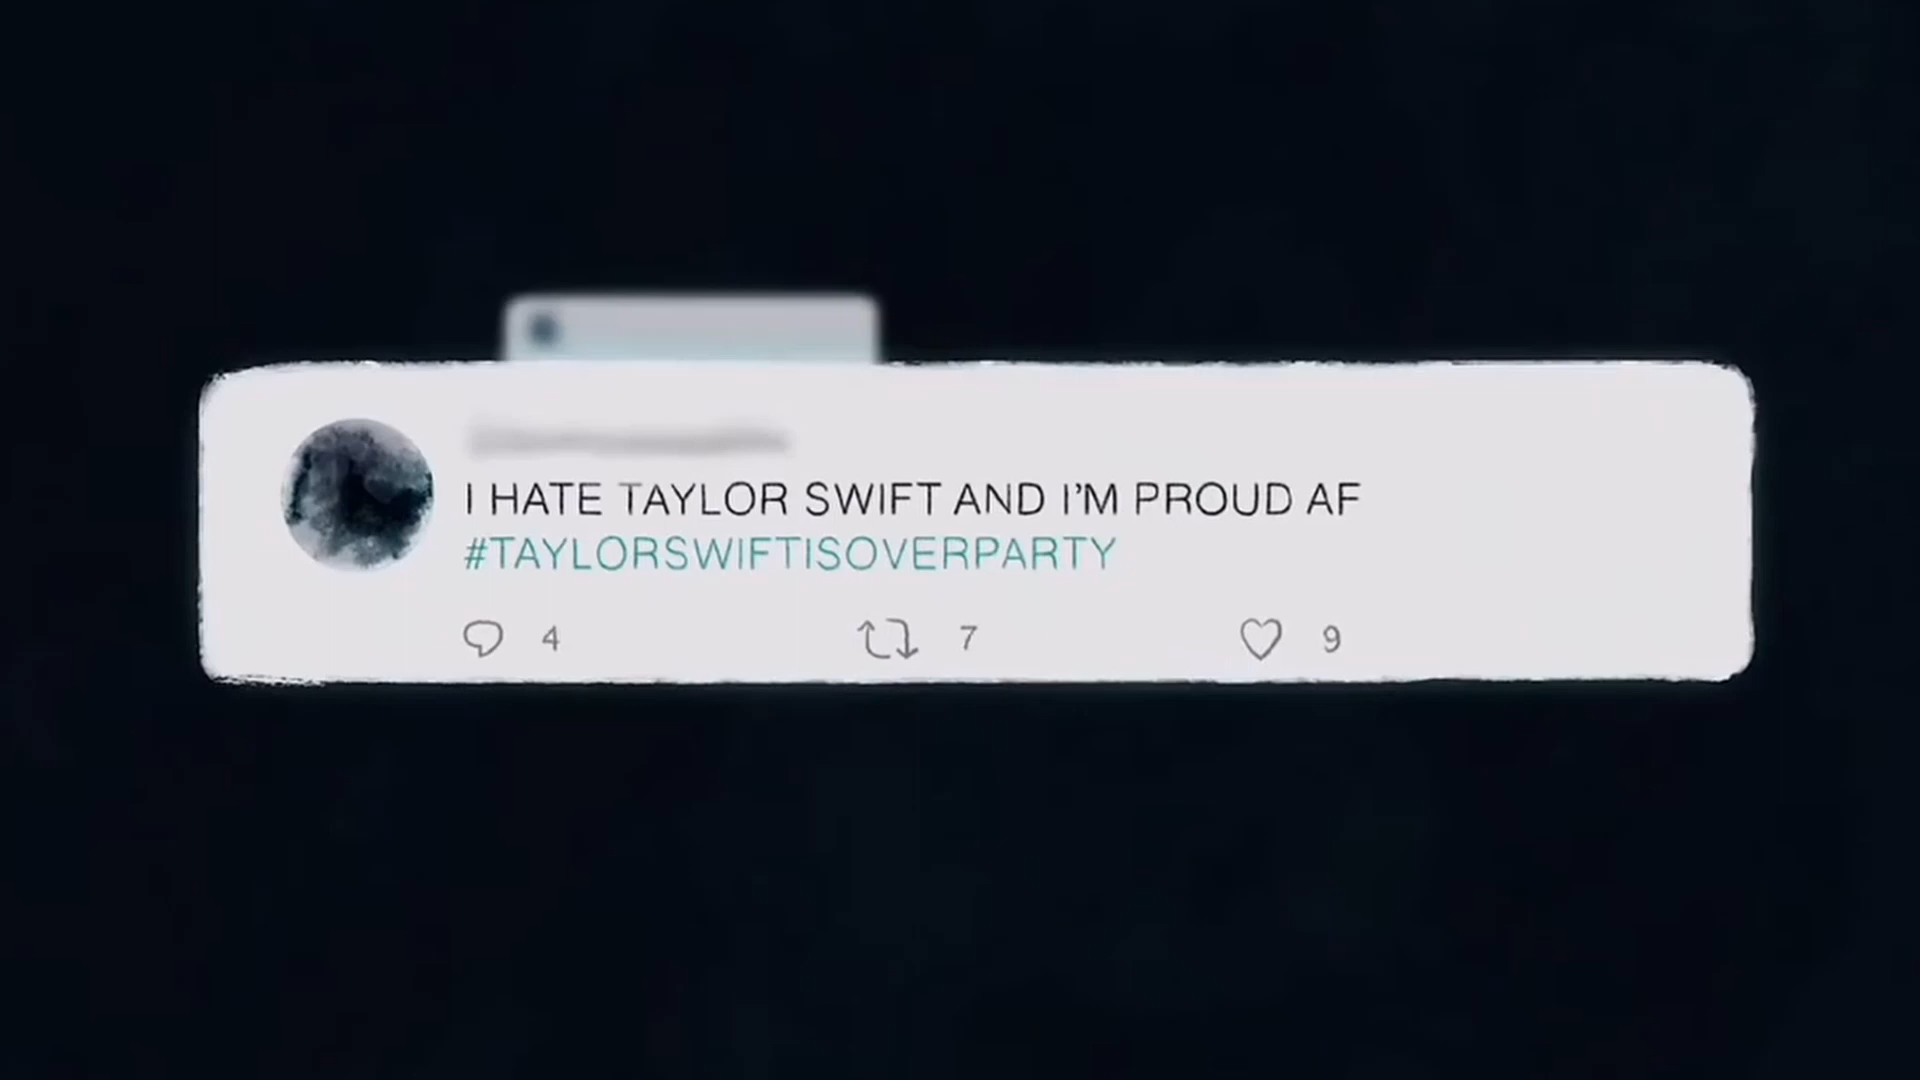 I HATE TAYLOR SWIFT AND I'M PROUD AF
#TAYLORSWIFTISOVERPARTY
4 7 9